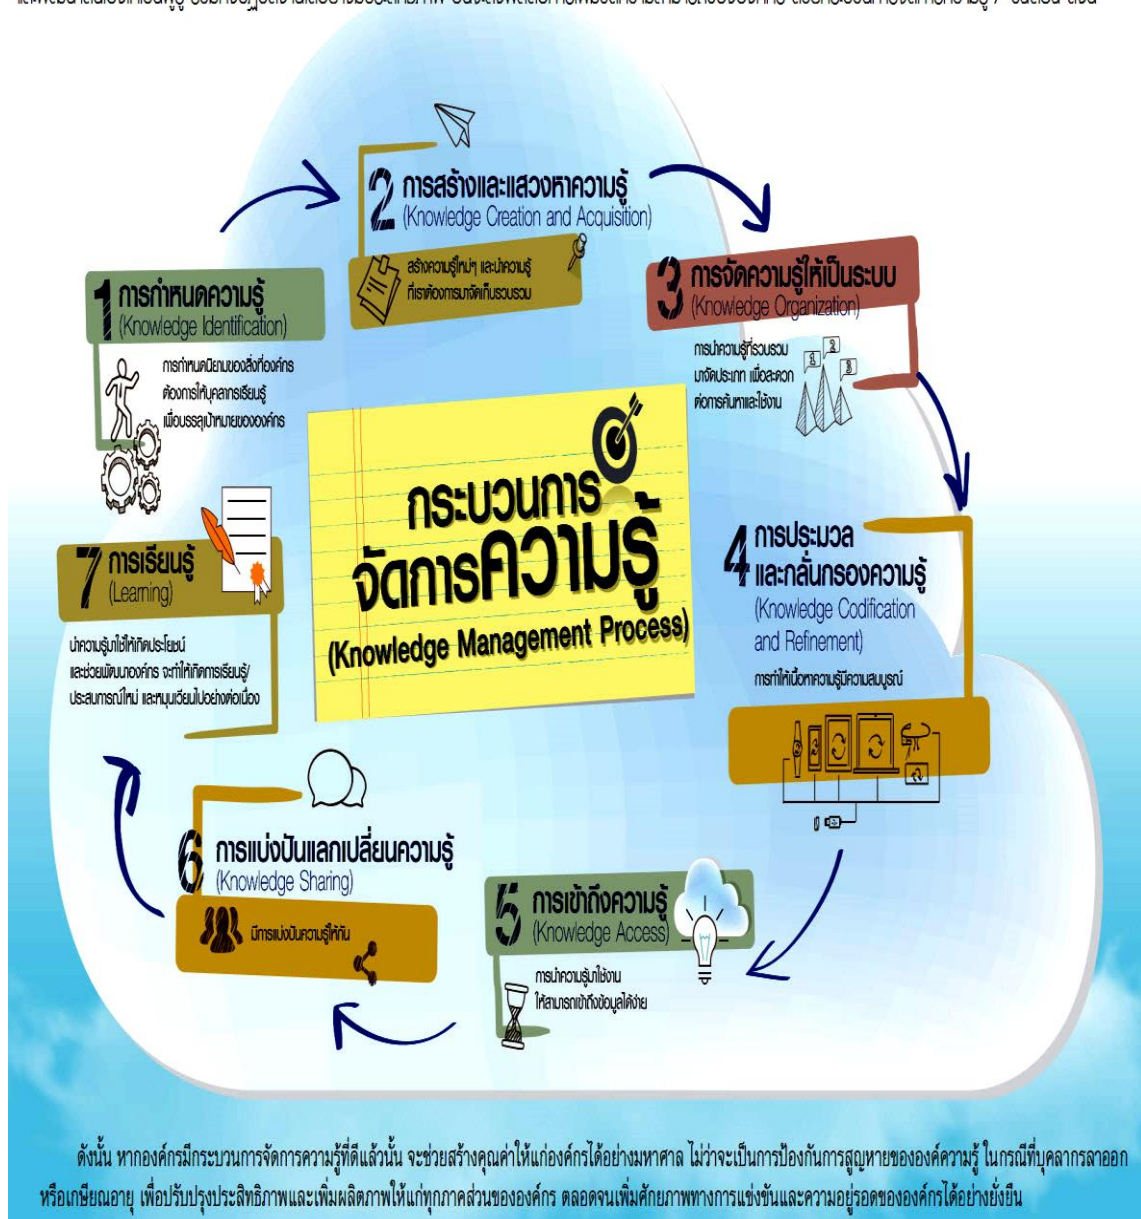 2 การสร้างและแสวงหาความรู้
(Knowledge Creation and Acquisition)
สร้างความรู้ใหม่ๆ และนำความรู้
ที่เราต้องการมาจัดเก็บรวบรวม
1 การกำหนดความรู้
(Knowledge Identification)
การกำหนดนิยามของสิ่งที่องค์กร
ต้องการให้บุคลากรเรียนรู้
เพื่อบรรลุเป้าหมายขององค์กร
3 การจัดความรู้ให้เป็นระบบ
(Knowledge Organization)
การนำความรู้ที่รวบรวม
มาจัดประเภท เพื่อสะดวก
ต่อการค้นหาและใช้งาน
1 2 3
กระบวนการ
จัดการความรู้
(Knowledge Management Process)
4 การประมวล
และกลั่นกรองความรู้
(Knowledge Codification
and Refinement)
การทำให้เนื้อหาความรู้มีความสมบูรณ์
7 การเรียนรู้
(Learning)
นำความรู้มาใช้ให้เกิดประโยชน์
และช่วยพัฒนาองค์กร จะทำให้เกิดการเรียนรู้/
ประสบการณ์ใหม่ และหมุนเวียนไปอย่างต่อเนื่อง
6 การแบ่งปันแลกเปลี่ยนความรู้
(Knowledge Sharing)
มีการแบ่งปันความรู้ให้กัน
5 การเข้าถึงความรู้
(Knowledge Access)
การนำความรู้มาใช้งาน
ให้สามารถเข้าถึงข้อมูลได้ง่าย
ดังนั้น หากองค์กรมีกระบวนการจัดการความรู้ที่ดีแล้วนั้น จะช่วยสร้างคุณค่าให้แก่องค์กรได้อย่างมหาศาล ไม่ว่าจะเป็นการป้องกันการสูญหายขององค์ความรู้ ในกรณีที่บุคลากรลาออก
หรือเกษียณอายุ เพื่อปรับปรุงประสิทธิภาพและเพิ่มผลิตภาพให้แก่ทุกภาคส่วนขององค์กร ตลอดจนเพิ่มศักยภาพทางการแข่งขันและความอยู่รอดขององค์กรได้อย่างยั่งยืน